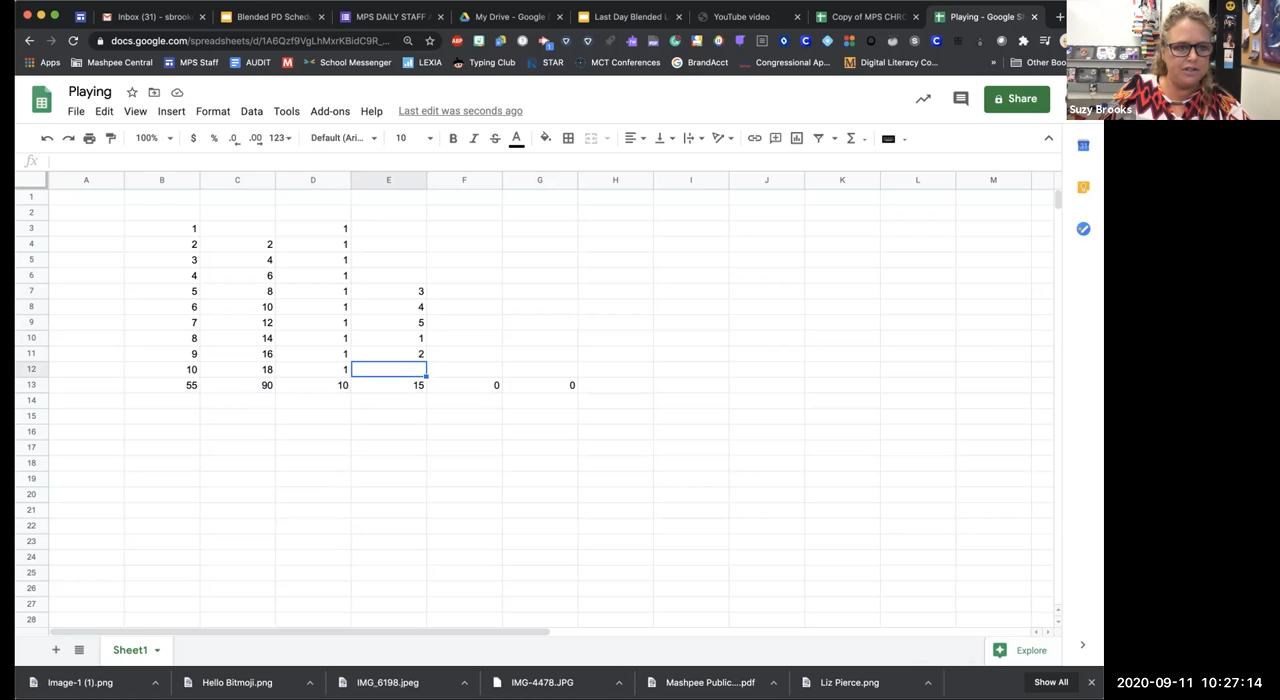 Inbox (31) - sbrook
Blended PD Sched
MPS DAILY STAFF A
My Drive - Google D
Last Day Blended L
YouTube video
Copy of MPS CHRO
Playing - Google Sh
docs.google.com/spreadsheets/d/1A6Qzf9VgLhMxrKBidC9R_...
Apps Mashpee Central MPS Staff AUDIT School Messenger LEXIA Typing Club STAR MCT Conferences BrandAcct Congressional Ap... Digital Literacy Co... » Other Boo
Playing
File Edit View Insert Format Data Tools Add-ons Help Last edit was seconds ago
Share
Suzy Brooks
100% $ % .0 .00 123 Default (Ari... 10 B I S A
fx
A B C D E F G H I J K L M
1
2
3 1 1
4 2 2 1
5 3 4 1
6 4 6 1
7 5 8 1 3
8 6 10 1 4
9 7 12 1 5
10 8 14 1 1
11 9 16 1 2
12 10 18 1
13 55 90 10 15 0 0
14
15
16
17
18
19
20
21
22
23
24
25
26
27
28
Sheet1
Explore
Image-1 (1).png Hello Bitmoji.png IMG_6198.jpeg IMG-4478.JPG Mashpee Public....pdf Liz Pierce.png Show All
2020-09-11 10:27:14